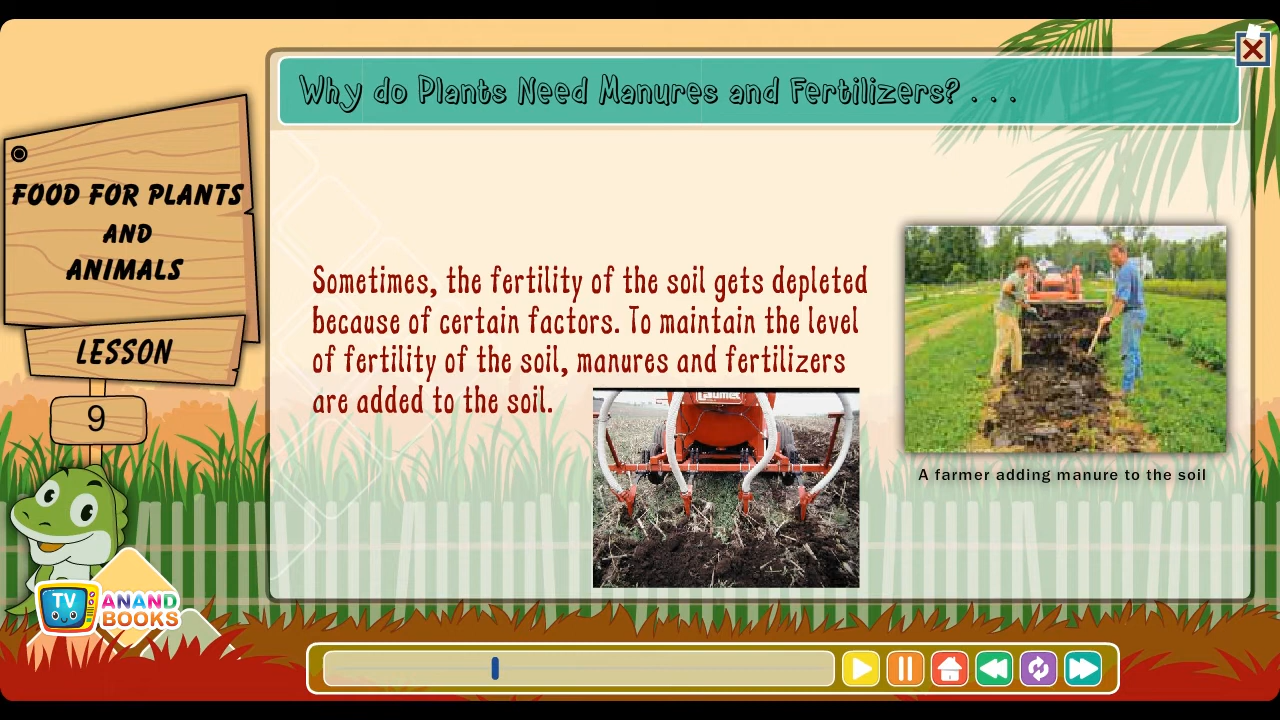 Why do Plants Need Manures and Fertilizers? . . .
FOOD FOR PLANTS
AND
ANIMALS
LESSON
9
Sometimes, the fertility of the soil gets depleted
because of certain factors. To maintain the level
of fertility of the soil, manures and fertilizers
are added to the soil.
A farmer adding manure to the soil
TV
ANAND
BOOKS